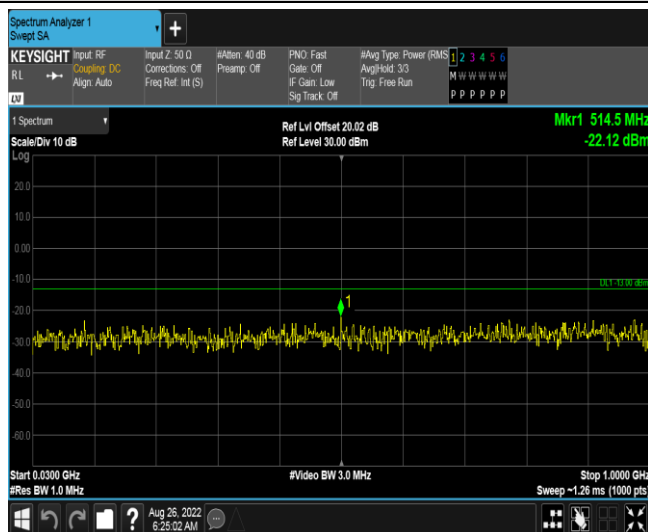 Spectrum Analyzer 1
Swept SA
KEYSIGHT
RL
LXI
Input: RF
Coupling: DC
Align: Auto
Input Z: 50 Ω
Corrections: Off
Freq Ref: Int (S)
#Atten: 40 dB
Preamp: Off
PNO: Fast
Gate: Off
IF Gain: Low
Sig Track: Off
#Avg Type: Power (RMS
Avg|Hold: 3/3
Trig: Free Run
1 2 3 4 5 6
M W W W W W
P P P P P P
1 Spectrum
Scale/Div 10 dB
Ref Lvl Offset 20.02 dB
Ref Level 30.00 dBm
Mkr1 514.5 MHz
-22.12 dBm
Log
20.0
10.0
0.00
-10.0
DL1 -13.00 dBm
1
-20.0
-30.0
-40.0
-50.0
-60.0
Start 0.0300 GHz
#Video BW 3.0 MHz
Stop 1.0000 GHz
#Res BW 1.0 MHz
Sweep ~1.26 ms (1000 pts)
?
Aug 26, 2022
6:25:02 AM